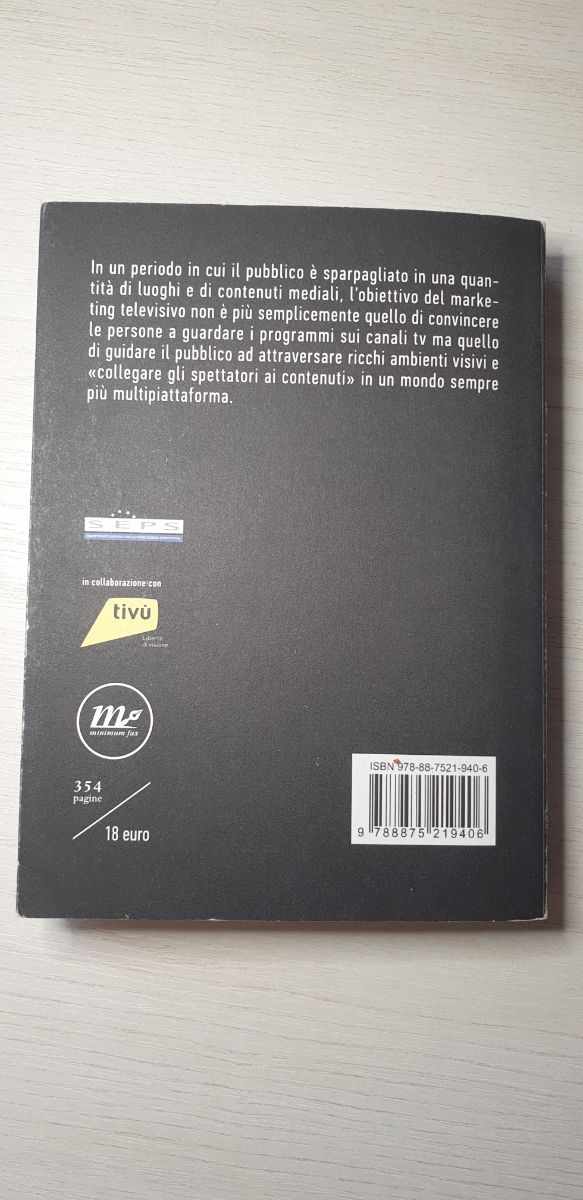 In un periodo in cui il pubblico è sparpagliato in una quan-
tità di luoghi e di contenuti mediali, l'obiettivo del marke-
ting televisivo non è più semplicemente quello di convincere
le persone a guardare i programmi sui canali tv ma quello
di guidare il pubblico ad attraversare ricchi ambienti visivi e
«collegare gli spettatori ai contenuti» in un mondo sempre
più multipiattaforma.
SEPS
in collaborazione con
tivù
Libertà
di visione
m
minimum fax
354
pagine
18 euro
ISBN 978-88-7521-940-6
9 788875 219406